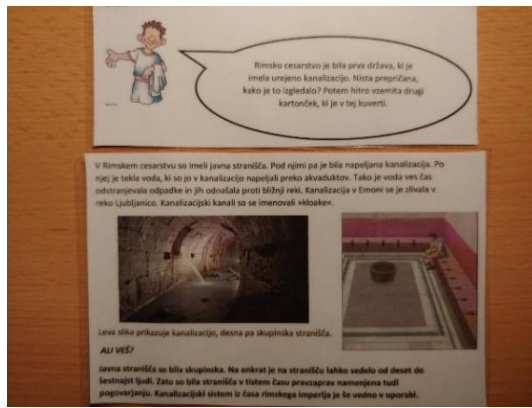 Rimsko cesarstvo je bila prva država, ki je
imela urejeno kanalizacijo. Nista prepričana,
kako je to izgledalo? Potem hitro vzemita drugi
kartonček, ki je v tej kuverti.
V Rimskem cesarstvu so imeli javna stranišča. Pod njimi pa je bila napeljana kanalizacija. Po
njej je tekla voda, ki so jo v kanalizacijo napeljali preko akvaduktov. Tako je voda ves čas
odstranjevala odpadke in jih odnašala proti bližnji reki. Kanalizacija v Emoni se je zlivala v
reko Ljubljanico. Kanalizacijski kanali so se imenovali »kloake«.
Leva slika prikazuje kanalizacijo, desna pa skupinska stranišča.
ALI VEŠ?
Javna stranišča so bila skupinska. Na enkrat je na stranišču lahko sedelo od deset do
šestnajst ljudi. Zato so bila stranišča v tistem času pravzaprav namenjena tudi
pogovarjanju. Kanalizacijski sistem iz časa rimskega imperija je še vedno v uporabi.